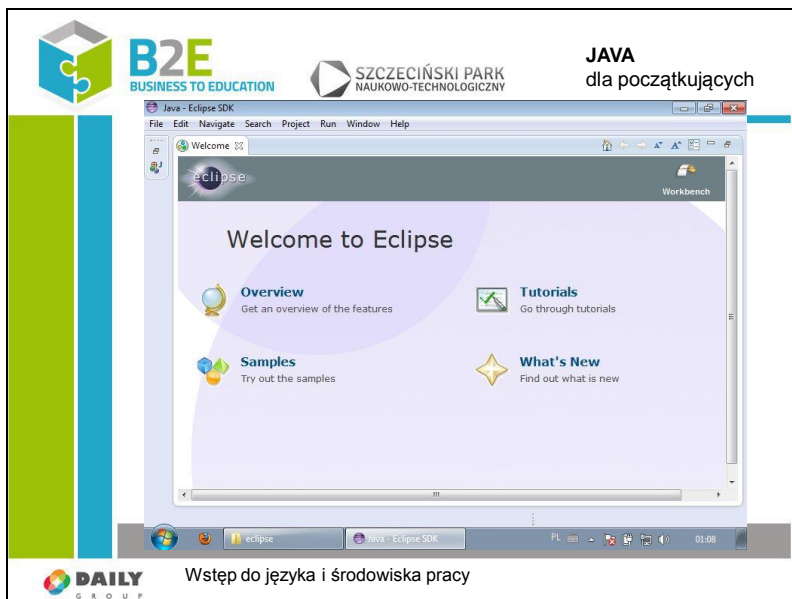 B2E
BUSINESS TO EDUCATION
SZCZECIŃSKI PARK
NAUKOWO-TECHNOLOGICZNY
JAVA
dla początkujących
Java - Eclipse SDK
File Edit Navigate Search Project Run Window Help
Welcome
eclipse
Workbench
Welcome to Eclipse
Overview
Get an overview of the features
Tutorials
Go through tutorials
Samples
Try out the samples
What's New
Find out what is new
eclipse
Java - Eclipse SDK
PL
01:08
DAILY
GROUP
Wstęp do języka i środowiska pracy